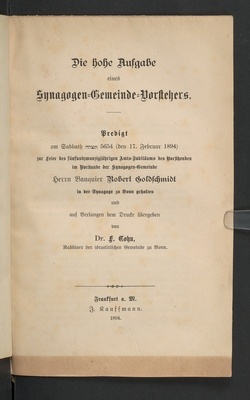 Die hohe Aufgabe
eines
Synagogen-Gemeinde-Vorstehers.
Predigt
am Sabbath 5654 (den 17. Februar 1894)
zur Feier des fünfundzwanzigjährigen Amts-Jubiläums des Vorsitzenden
im Vorstande der Synagogen-Gemeinde
Herrn Banquier Robert Goldschmidt
in der Synagoge zu Bonn gehalten
und
auf Verlangen dem Drucke übergeben
von
Dr. F. Cohn,
Rabbiner der israelitischen Gemeinde zu Bonn.
Frankfurt a. M.
J. Kauffmann.
1894.